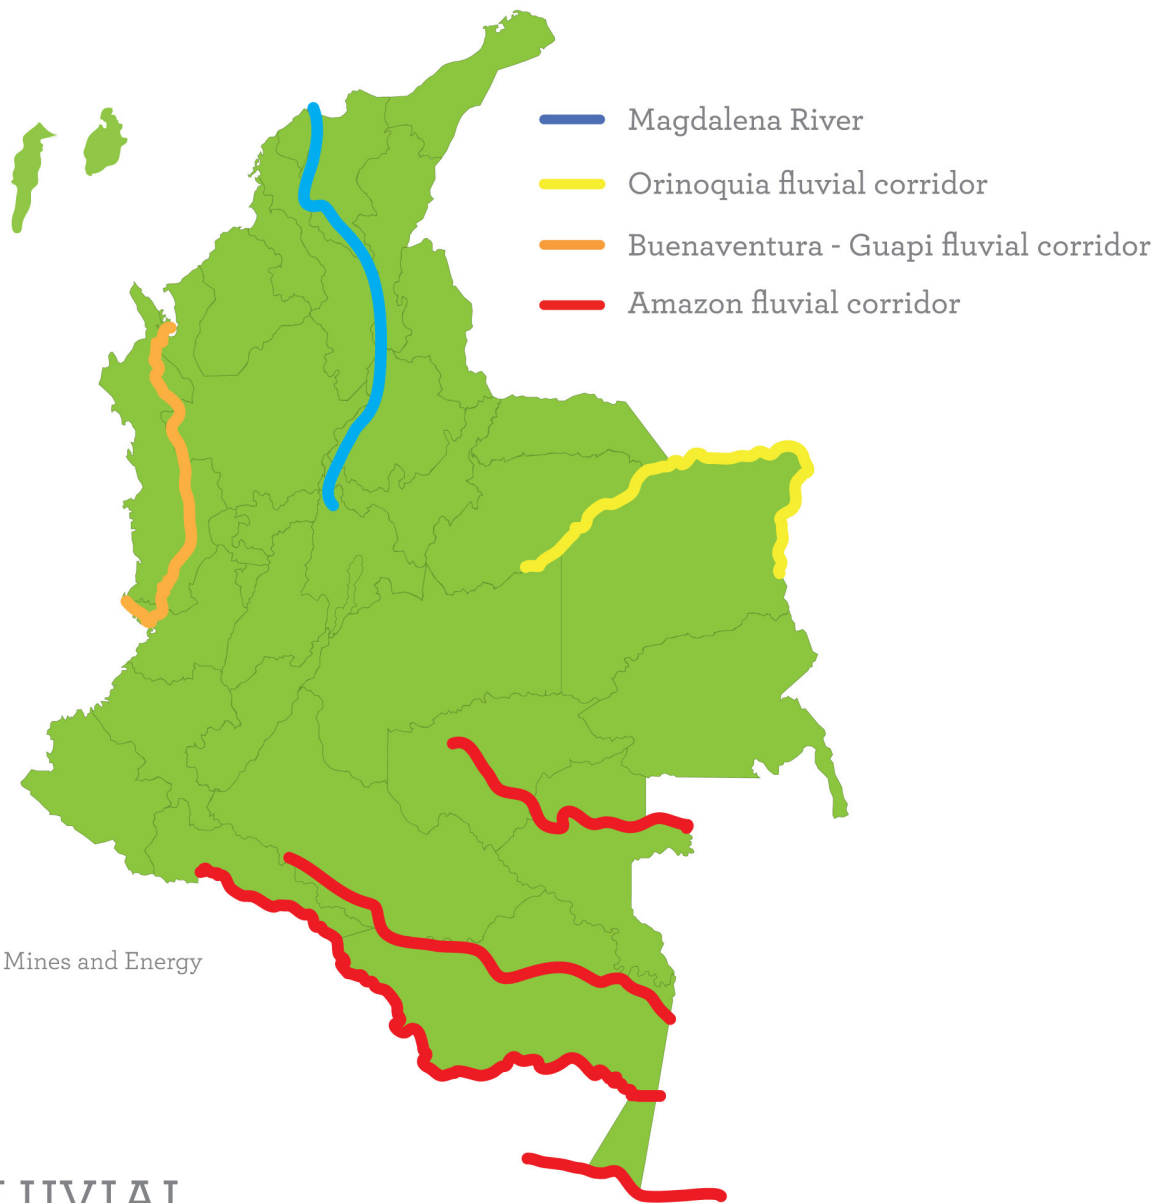 Magdalena River
Orinoquia fluvial corridor
Buenaventura - Guapi fluvial corridor
Amazon fluvial corridor
Mines and Energy